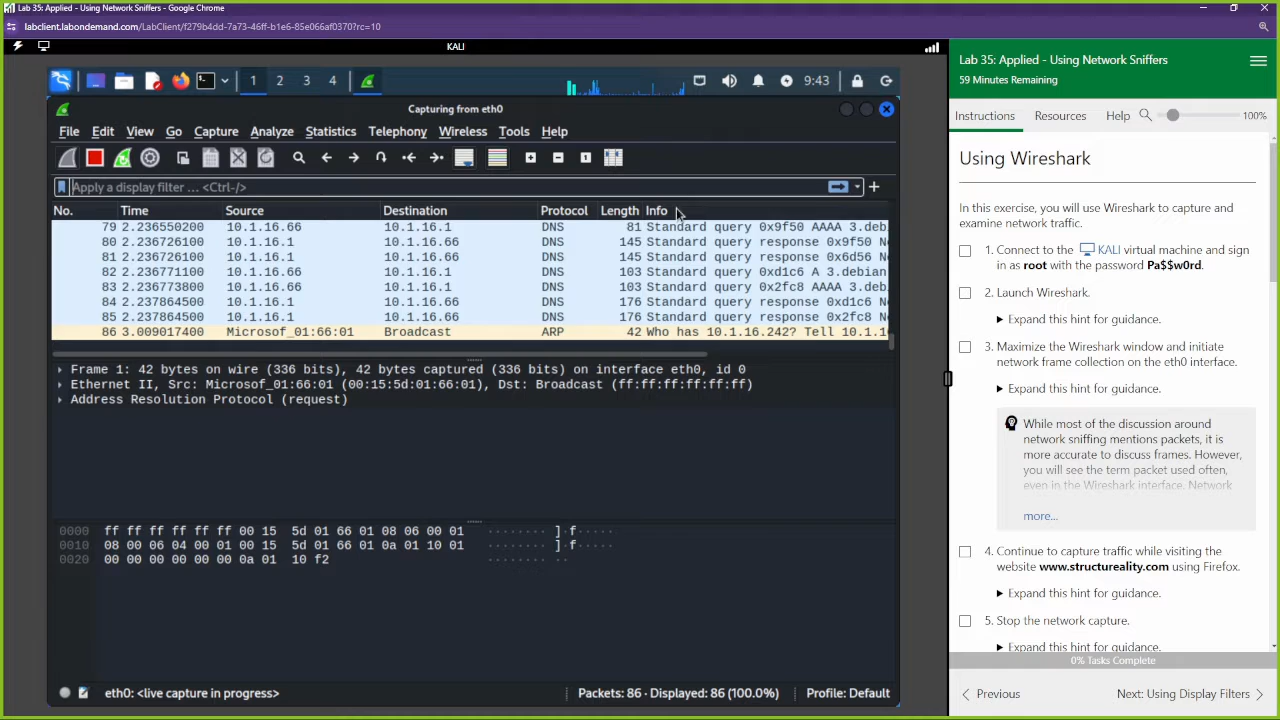 Lab 35: Applied - Using Network Sniffers - Google Chrome
labclient.labondemand.com/LabClient/f279b4dd-7a73-46ff-b1e6-85e066af0370?rc=10
KALI
1 2 3 4 9:43
Capturing from eth0
File Edit View Go Capture Analyze Statistics Telephony Wireless Tools Help
Apply a display filter ... <Ctrl-/>
No. Time Source Destination Protocol Length Info
79 2.236550200 10.1.16.66 10.1.16.1 DNS 81 Standard query 0x9f50 AAAA 3.deb
80 2.236726100 10.1.16.1 10.1.16.66 DNS 145 Standard query response 0x9f50 N
81 2.236726100 10.1.16.1 10.1.16.66 DNS 145 Standard query response 0x6d56 N
82 2.236771100 10.1.16.66 10.1.16.1 DNS 103 Standard query 0xd1c6 A 3.debian
83 2.236773800 10.1.16.66 10.1.16.1 DNS 103 Standard query 0x2fc8 AAAA 3.deb
84 2.237864500 10.1.16.1 10.1.16.66 DNS 176 Standard query response 0xd1c6 N
85 2.237864500 10.1.16.1 10.1.16.66 DNS 176 Standard query response 0x2fc8 N
86 3.009017400 Microsof_01:66:01 Broadcast ARP 42 Who has 10.1.16.242? Tell 10.1.1
Frame 1: 42 bytes on wire (336 bits), 42 bytes captured (336 bits) on interface eth0, id 0
Ethernet II, Src: Microsof_01:66:01 (00:15:5d:01:66:01), Dst: Broadcast (ff:ff:ff:ff:ff:ff)
Address Resolution Protocol (request)
0000 ff ff ff ff ff ff 00 15 5d 01 66 01 08 06 00 01 ········ ]·f·····
0010 08 00 06 04 00 01 00 15 5d 01 66 01 0a 01 10 01 ········ ]·f·····
0020 00 00 00 00 00 00 0a 01 10 f2 ········ ··
eth0: <live capture in progress> Packets: 86 · Displayed: 86 (100.0%) Profile: Default
Lab 35: Applied - Using Network Sniffers
59 Minutes Remaining
Instructions Resources Help 100%
Using Wireshark
In this exercise, you will use Wireshark to capture and
examine network traffic.
1. Connect to the KALI virtual machine and sign
in as root with the password Pa$$w0rd.
2. Launch Wireshark.
Expand this hint for guidance.
3. Maximize the Wireshark window and initiate
network frame collection on the eth0 interface.
Expand this hint for guidance.
While most of the discussion around
network sniffing mentions packets, it is
more accurate to discuss frames. However,
you will see the term packet used often,
even in the Wireshark interface. Network
more...
4. Continue to capture traffic while visiting the
website www.structureality.com using Firefox.
Expand this hint for guidance.
5. Stop the network capture.
Expand this hint for guidance.
0% Tasks Complete
Previous Next: Using Display Filters